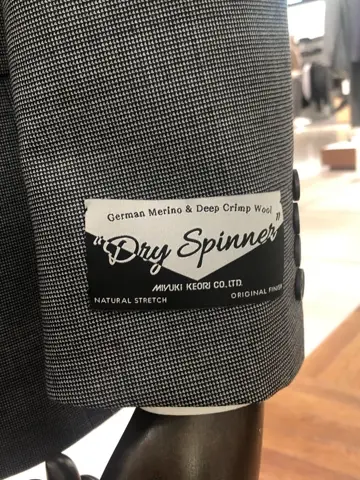 German Merino & Deep Crimp Wool
"Dry Spinner"
MIYUKI KEORI CO.,LTD.
NATURAL STRETCH ORIGINAL FINISH